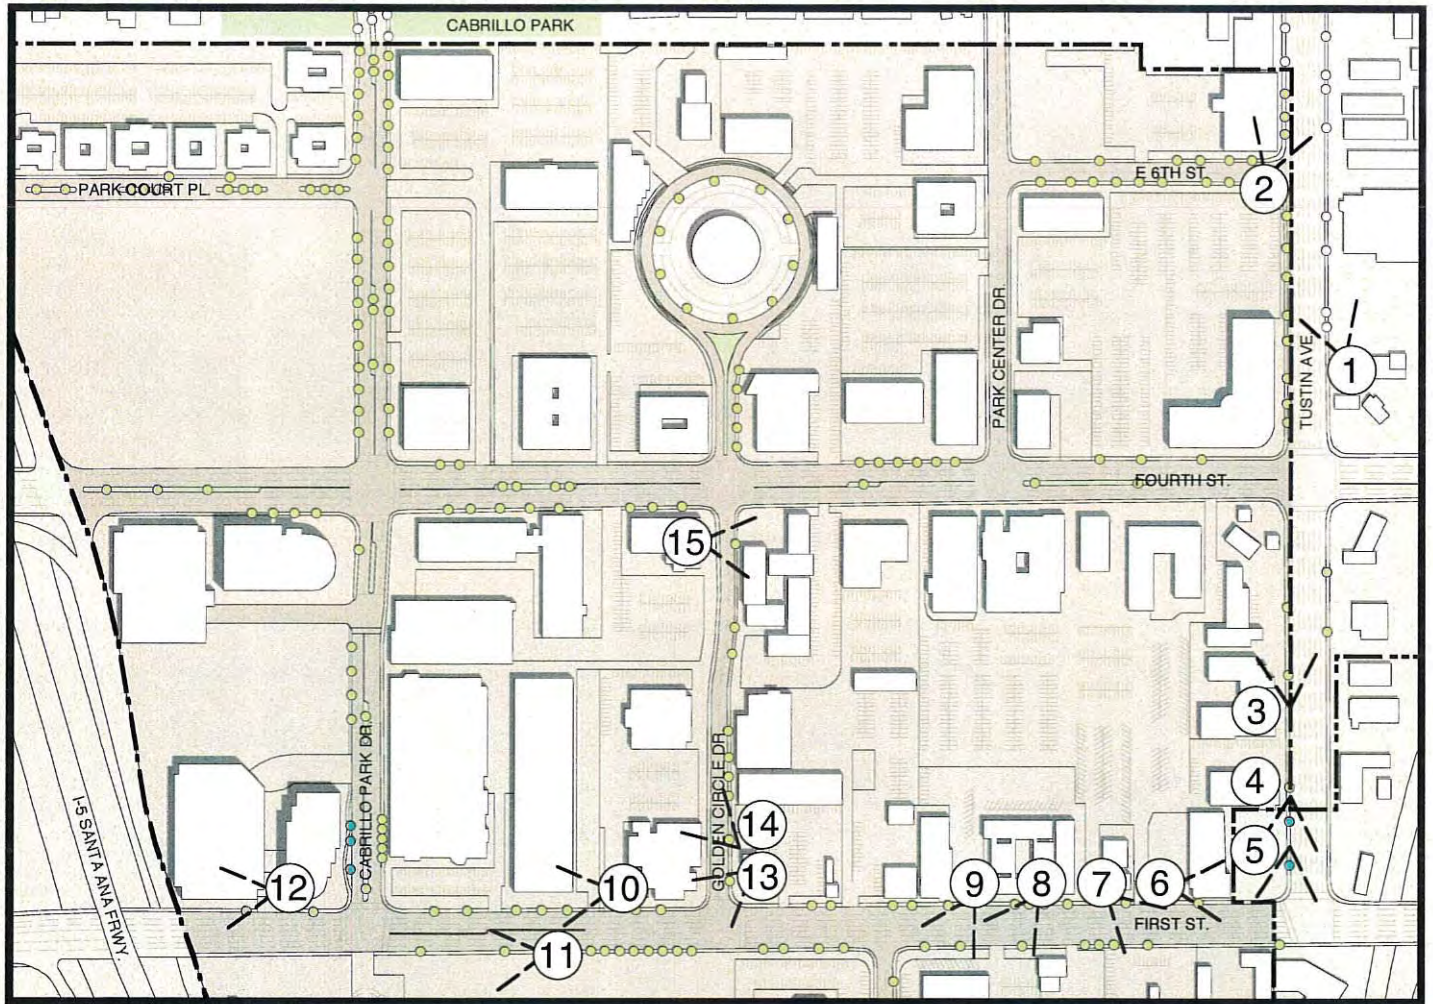 CABRILLO PARK
PARK COURT PL.
E 6TH ST.
2
PARK CENTER DR.
TUSTIN AVE.
1
FOURTH ST.
15
3
4
5
CABRILLO PARK DR.
GOLDEN CIRCLE DR.
14
13
I-5 SANTA ANA FRWY.
12
10
11
9
8
7
6
FIRST ST.